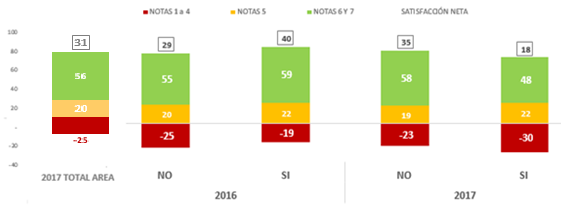 NOTAS 1 a 4 NOTAS 5 NOTAS 6 Y 7 SATISFACCIÓN NETA
100
80
60
40
20
-
-20
-40
31 29 40 35 18
56 55 59 58 48
20 20 22 19 22
-25 -25 -19 -23 -30
2017 TOTAL AREA NO SI NO SI
2016 2017